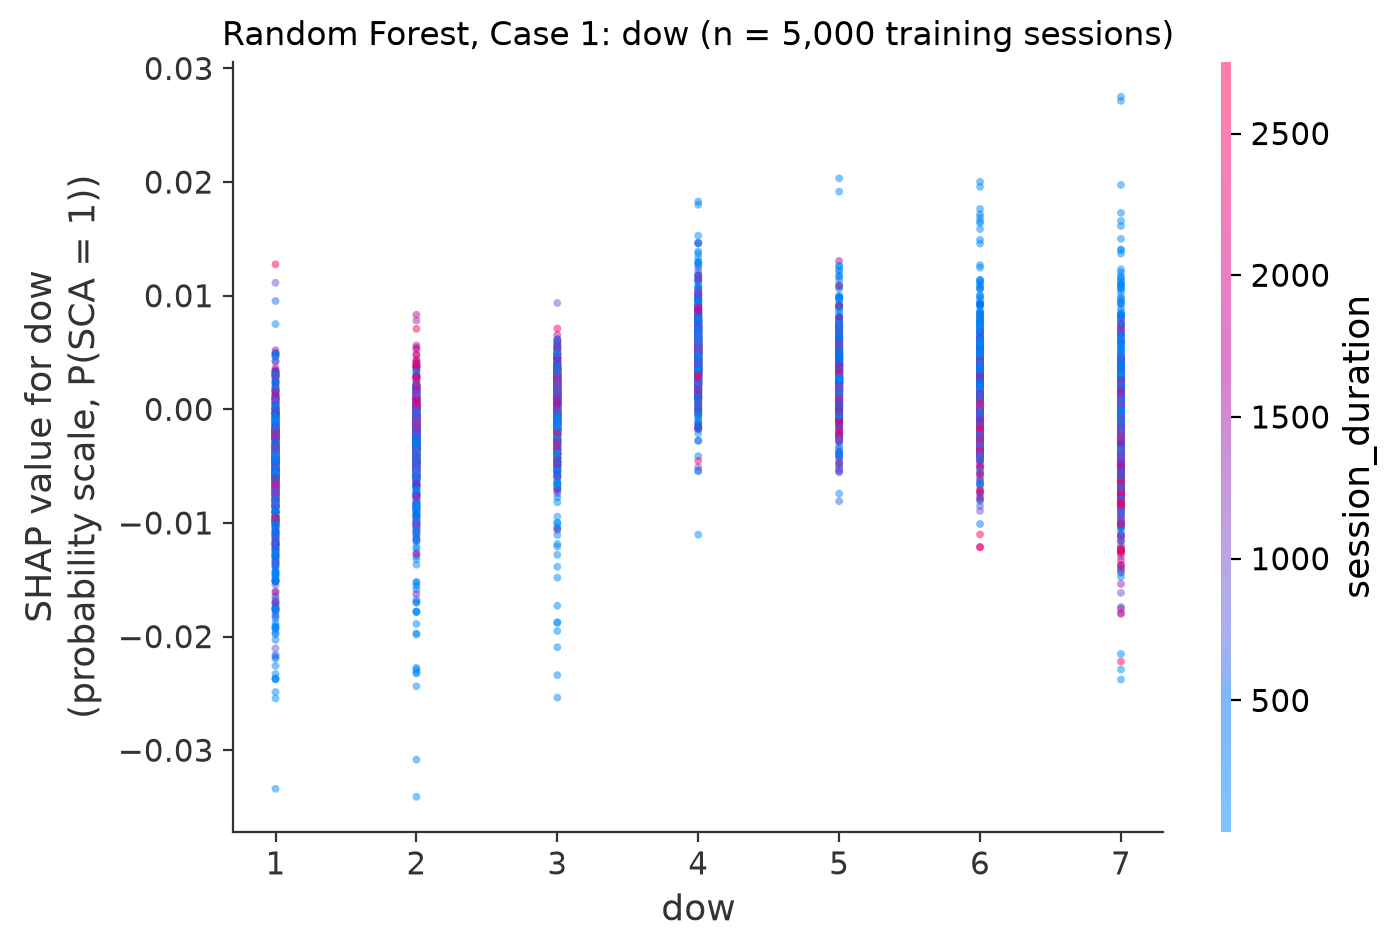 Random Forest, Case 1: dow (n = 5,000 training sessions)
SHAP value for dow
(probability scale, P(SCA = 1))
0.03
0.02
0.01
0.00
−0.01
−0.02
−0.03
1 2 3 4 5 6 7
dow
2500
2000
1500
1000
500
session_duration